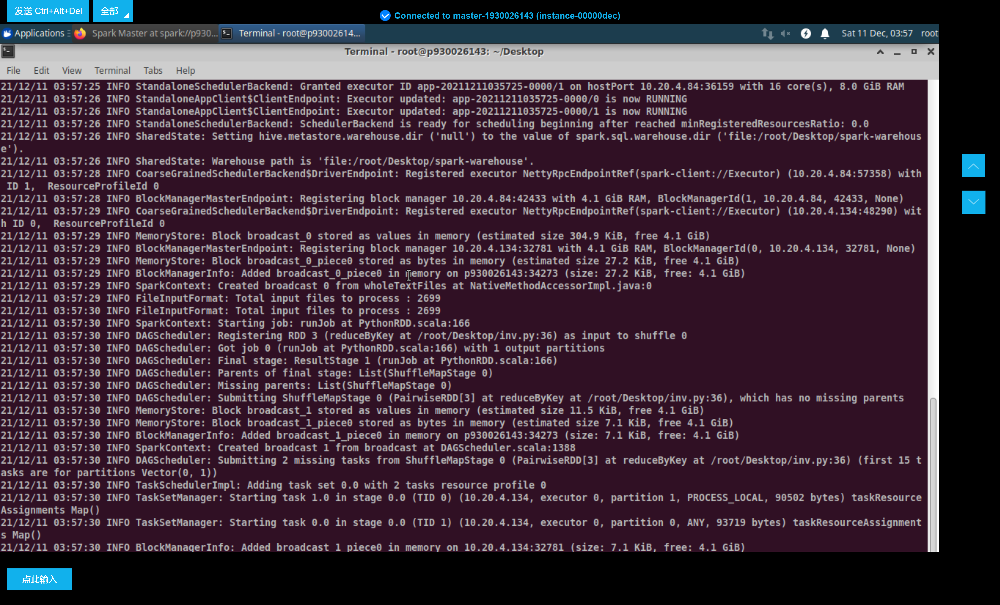 发送 Ctrl+Alt+Del
全部
Connected to master-1930026143 (instance-00000dec)
Applications
Spark Master at spark://p930...
Terminal - root@p93002614...
Sat 11 Dec, 03:57
root
Terminal - root@p930026143: ~/Desktop
File Edit View Terminal Tabs Help
21/12/11 03:57:25 INFO StandaloneSchedulerBackend: Granted executor ID app-20211211035725-0000/1 on hostPort 10.20.4.84:36159 with 16 core(s), 8.0 GiB RAM
21/12/11 03:57:26 INFO StandaloneAppClient$ClientEndpoint: Executor updated: app-20211211035725-0000/0 is now RUNNING
21/12/11 03:57:26 INFO StandaloneAppClient$ClientEndpoint: Executor updated: app-20211211035725-0000/1 is now RUNNING
21/12/11 03:57:26 INFO StandaloneSchedulerBackend: SchedulerBackend is ready for scheduling beginning after reached minRegisteredResourcesRatio: 0.0
21/12/11 03:57:26 INFO SharedState: Setting hive.metastore.warehouse.dir ('null') to the value of spark.sql.warehouse.dir ('file:/root/Desktop/spark-warehous
e').
21/12/11 03:57:26 INFO SharedState: Warehouse path is 'file:/root/Desktop/spark-warehouse'.
21/12/11 03:57:28 INFO CoarseGrainedSchedulerBackend$DriverEndpoint: Registered executor NettyRpcEndpointRef(spark-client://Executor) (10.20.4.84:57358) with
ID 1,  ResourceProfileId 0
21/12/11 03:57:28 INFO BlockManagerMasterEndpoint: Registering block manager 10.20.4.84:42433 with 4.1 GiB RAM, BlockManagerId(1, 10.20.4.84, 42433, None)
21/12/11 03:57:29 INFO CoarseGrainedSchedulerBackend$DriverEndpoint: Registered executor NettyRpcEndpointRef(spark-client://Executor) (10.20.4.134:48290) wit
h ID 0,  ResourceProfileId 0
21/12/11 03:57:29 INFO MemoryStore: Block broadcast_0 stored as values in memory (estimated size 304.9 KiB, free 4.1 GiB)
21/12/11 03:57:29 INFO BlockManagerMasterEndpoint: Registering block manager 10.20.4.134:32781 with 4.1 GiB RAM, BlockManagerId(0, 10.20.4.134, 32781, None)
21/12/11 03:57:29 INFO MemoryStore: Block broadcast_0_piece0 stored as bytes in memory (estimated size 27.2 KiB, free 4.1 GiB)
21/12/11 03:57:29 INFO BlockManagerInfo: Added broadcast_0_piece0 in memory on p930026143:34273 (size: 27.2 KiB, free: 4.1 GiB)
21/12/11 03:57:29 INFO SparkContext: Created broadcast 0 from wholeTextFiles at NativeMethodAccessorImpl.java:0
21/12/11 03:57:29 INFO FileInputFormat: Total input files to process : 2699
21/12/11 03:57:30 INFO FileInputFormat: Total input files to process : 2699
21/12/11 03:57:30 INFO SparkContext: Starting job: runJob at PythonRDD.scala:166
21/12/11 03:57:30 INFO DAGScheduler: Registering RDD 3 (reduceByKey at /root/Desktop/inv.py:36) as input to shuffle 0
21/12/11 03:57:30 INFO DAGScheduler: Got job 0 (runJob at PythonRDD.scala:166) with 1 output partitions
21/12/11 03:57:30 INFO DAGScheduler: Final stage: ResultStage 1 (runJob at PythonRDD.scala:166)
21/12/11 03:57:30 INFO DAGScheduler: Parents of final stage: List(ShuffleMapStage 0)
21/12/11 03:57:30 INFO DAGScheduler: Missing parents: List(ShuffleMapStage 0)
21/12/11 03:57:30 INFO DAGScheduler: Submitting ShuffleMapStage 0 (PairwiseRDD[3] at reduceByKey at /root/Desktop/inv.py:36), which has no missing parents
21/12/11 03:57:30 INFO MemoryStore: Block broadcast_1 stored as values in memory (estimated size 11.5 KiB, free 4.1 GiB)
21/12/11 03:57:30 INFO MemoryStore: Block broadcast_1_piece0 stored as bytes in memory (estimated size 7.1 KiB, free 4.1 GiB)
21/12/11 03:57:30 INFO BlockManagerInfo: Added broadcast_1_piece0 in memory on p930026143:34273 (size: 7.1 KiB, free: 4.1 GiB)
21/12/11 03:57:30 INFO SparkContext: Created broadcast 1 from broadcast at DAGScheduler.scala:1388
21/12/11 03:57:30 INFO DAGScheduler: Submitting 2 missing tasks from ShuffleMapStage 0 (PairwiseRDD[3] at reduceByKey at /root/Desktop/inv.py:36) (first 15 t
asks are for partitions Vector(0, 1))
21/12/11 03:57:30 INFO TaskSchedulerImpl: Adding task set 0.0 with 2 tasks resource profile 0
21/12/11 03:57:30 INFO TaskSetManager: Starting task 1.0 in stage 0.0 (TID 0) (10.20.4.134, executor 0, partition 1, PROCESS_LOCAL, 90502 bytes) taskResource
Assignments Map()
21/12/11 03:57:30 INFO TaskSetManager: Starting task 0.0 in stage 0.0 (TID 1) (10.20.4.134, executor 0, partition 0, ANY, 93719 bytes) taskResourceAssignment
s Map()
21/12/11 03:57:30 INFO BlockManagerInfo: Added broadcast_1_piece0 in memory on 10.20.4.134:32781 (size: 7.1 KiB, free: 4.1 GiB)
点此输入